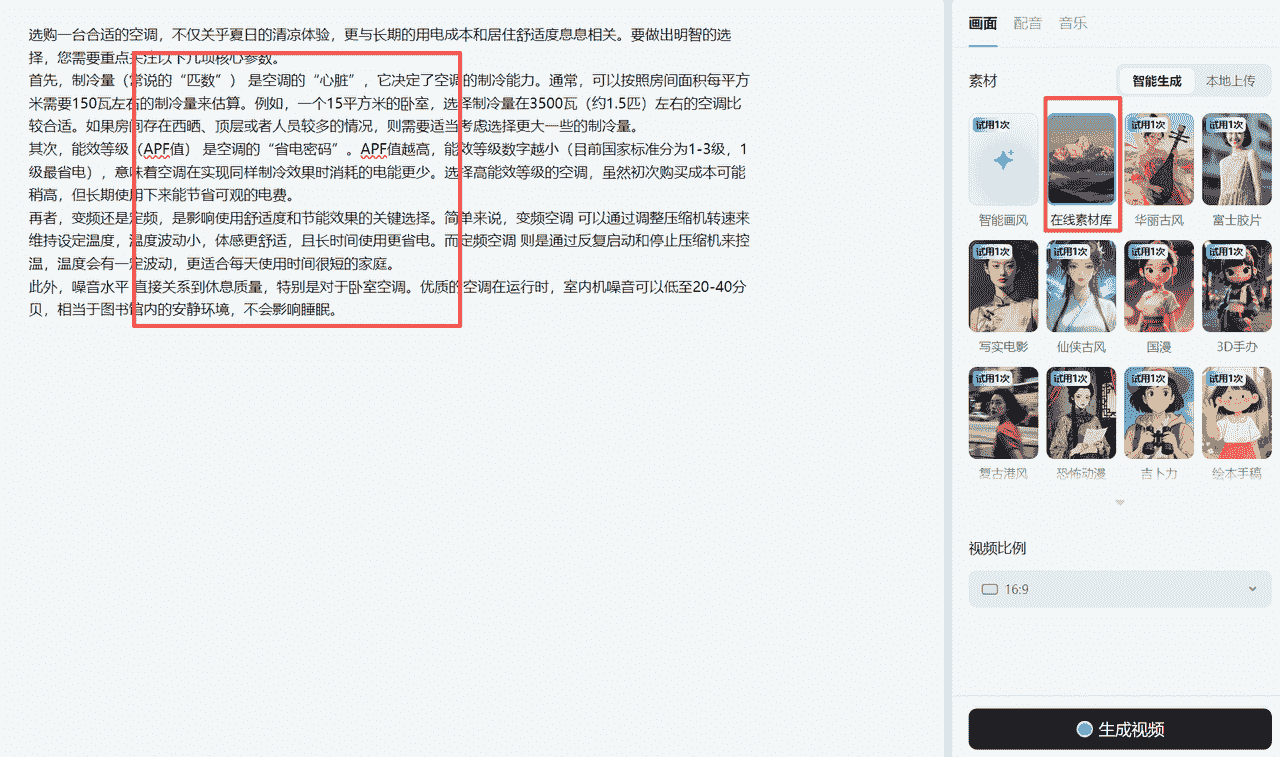 选购一台合适的空调，不仅关乎夏日的清凉体验，更与长期的用电成本和居住舒适度息息相关。要做出明智的选
择，您需要重点关注以下几项核心参数。
首先，制冷量（常说的“匹数”） 是空调的“心脏”，它决定了空调的制冷能力。通常，可以按照房间面积每平方
米需要150瓦左右的制冷量来估算。例如，一个15平方米的卧室，选择制冷量在3500瓦（约1.5匹）左右的空调比
较合适。如果房间存在西晒、顶层或者人员较多的情况，则需要适当考虑选择更大一些的制冷量。
其次，能效等级（APF值） 是空调的“省电密码”。APF值越高，能效等级数字越小（目前国家标准分为1-3级，1
级最省电），意味着空调在实现同样制冷效果时消耗的电能更少。选择高能效等级的空调，虽然初次购买成本可能
稍高，但长期使用下来能节省可观的电费。
再者，变频还是定频，是影响使用舒适度和节能效果的关键选择。简单来说，变频空调 可以通过调整压缩机转速来
维持设定温度，温度波动小，体感更舒适，且长时间使用更省电。而定频空调 则是通过反复启动和停止压缩机来控
温，温度会有一定波动，更适合每天使用时间很短的家庭。
此外，噪音水平 直接关系到休息质量，特别是对于卧室空调。优质的空调在运行时，室内机噪音可以低至20-40分
贝，相当于图书馆内的安静环境，不会影响睡眠。
画面 配音 音乐
素材 智能生成 本地上传
试用1次 试用1次 试用1次
智能画风 在线素材库 华丽古风 富士胶片
试用1次 试用1次 试用1次 试用1次
写实电影 仙侠古风 国漫 3D手办
试用1次 试用1次 试用1次 试用1次
复古港风 恐怖动漫 吉卜力 绘本手稿
视频比例
16:9
生成视频